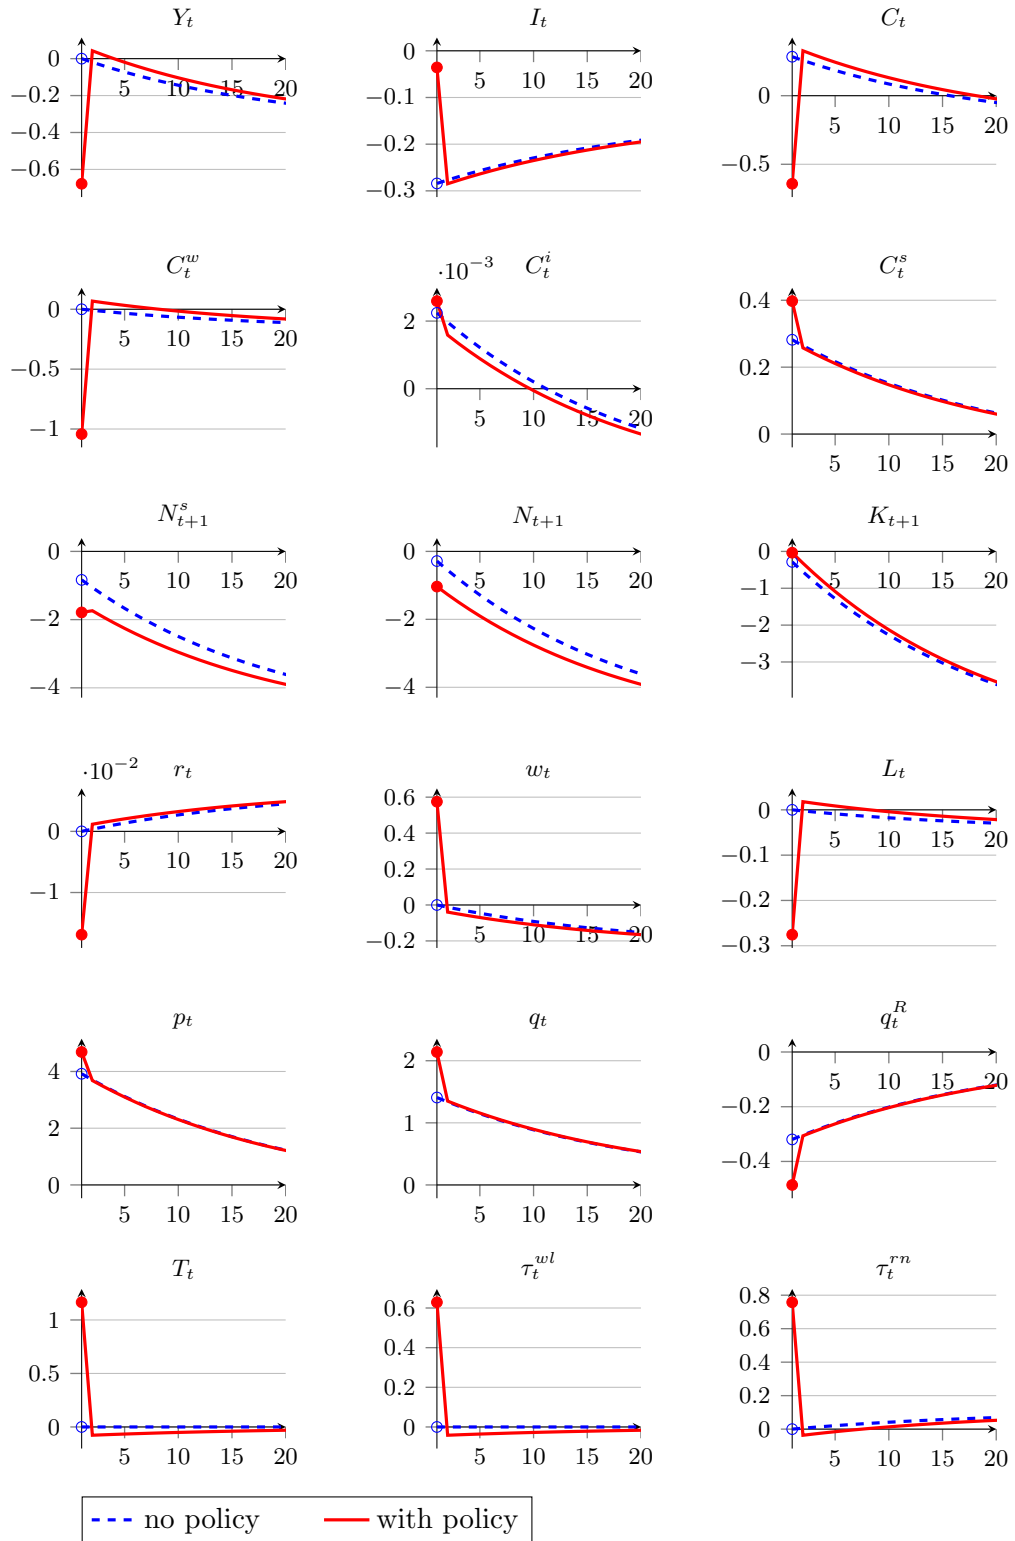 Y_t I_t C_t
0 −0.2 −0.4 −0.6 5 10 15 20
0 −0.1 −0.2 −0.3 5 10 15 20
0 −0.5 5 10 15 20
C_t^w ·10^{−3} C_t^i C_t^s
0 −0.5 −1 5 10 15 20
2 0 5 10 15 20
0.4 0.2 0 5 10 15 20
N_{t+1}^s N_{t+1} K_{t+1}
0 −2 −4 5 10 15 20
0 −2 −4 5 10 15 20
0 −1 −2 −3 5 10 15 20
·10^{−2} r_t w_t L_t
0 −1 5 10 15 20
0.6 0.4 0.2 0 −0.2 5 10 15 20
0 −0.1 −0.2 −0.3 5 10 15 20
p_t q_t q_t^R
4 2 0 5 10 15 20
2 1 0 5 10 15 20
0 −0.2 −0.4 5 10 15 20
T_t τ_t^{wl} τ_t^{rn}
1 0.5 0 5 10 15 20
0.6 0.4 0.2 0 5 10 15 20
0.8 0.6 0.4 0.2 0 5 10 15 20
no policy with policy